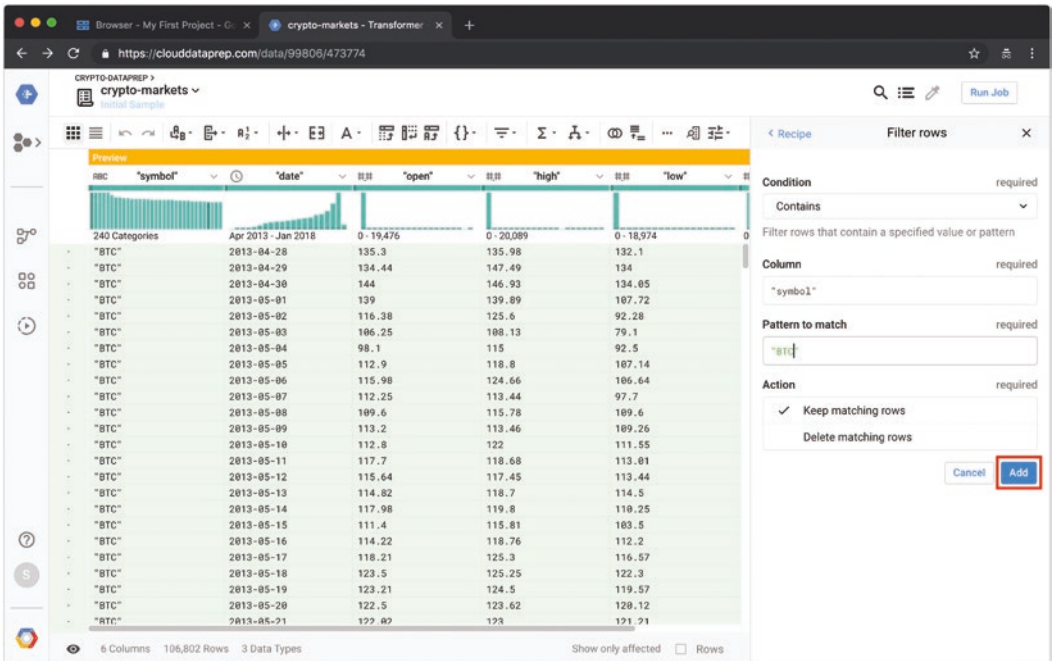 Browser - My First Project - Go
crypto-markets - Transformer
https://clouddataprep.com/data/99806/473774
CRYPTO-DATAPREP >
crypto-markets
Initial Sample
Run Job
Preview
RBC "symbol" "date" #.# "open" #.# "high" #.# "low"
240 Categories Apr 2013 - Jan 2018 0 - 19,476 0 - 20,089 0 - 18,974 0
"BTC" 2013-04-28 135.3 135.98 132.1
"BTC" 2013-04-29 134.44 147.49 134
"BTC" 2013-04-30 144 146.93 134.05
"BTC" 2013-05-01 139 139.89 107.72
"BTC" 2013-05-02 116.38 125.6 92.28
"BTC" 2013-05-03 106.25 108.13 79.1
"BTC" 2013-05-04 98.1 115 92.5
"BTC" 2013-05-05 112.9 118.8 107.14
"BTC" 2013-05-06 115.98 124.66 106.64
"BTC" 2013-05-07 112.25 113.44 97.7
"BTC" 2013-05-08 109.6 115.78 109.6
"BTC" 2013-05-09 113.2 113.46 109.26
"BTC" 2013-05-10 112.8 122 111.55
"BTC" 2013-05-11 117.7 118.68 113.01
"BTC" 2013-05-12 115.64 117.45 113.44
"BTC" 2013-05-13 114.82 118.7 114.5
"BTC" 2013-05-14 117.98 119.8 110.25
"BTC" 2013-05-15 111.4 115.81 103.5
"BTC" 2013-05-16 114.22 118.76 112.2
"BTC" 2013-05-17 118.21 125.3 116.57
"BTC" 2013-05-18 123.5 125.25 122.3
"BTC" 2013-05-19 123.21 124.5 119.57
"BTC" 2013-05-20 122.5 123.62 120.12
"BTC" 2013-05-21 122.02 123 121.21
6 Columns 106,802 Rows 3 Data Types Show only affected Rows
< Recipe Filter rows
Condition required
Contains
Filter rows that contain a specified value or pattern
Column required
"symbol"
Pattern to match required
"BTC"
Action required
Keep matching rows
Delete matching rows
Cancel Add
S